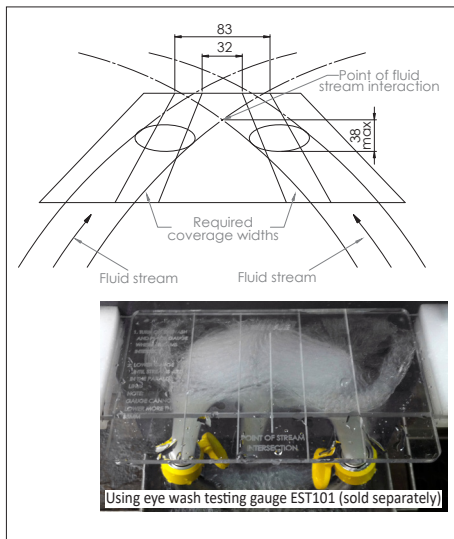 83
32
Point of fluid
stream interaction
38
max
Required
coverage widths
Fluid stream
Fluid stream
POINT OF STREAM
INTERSECTION.
Using eye wash testing gauge EST101 (sold separately)